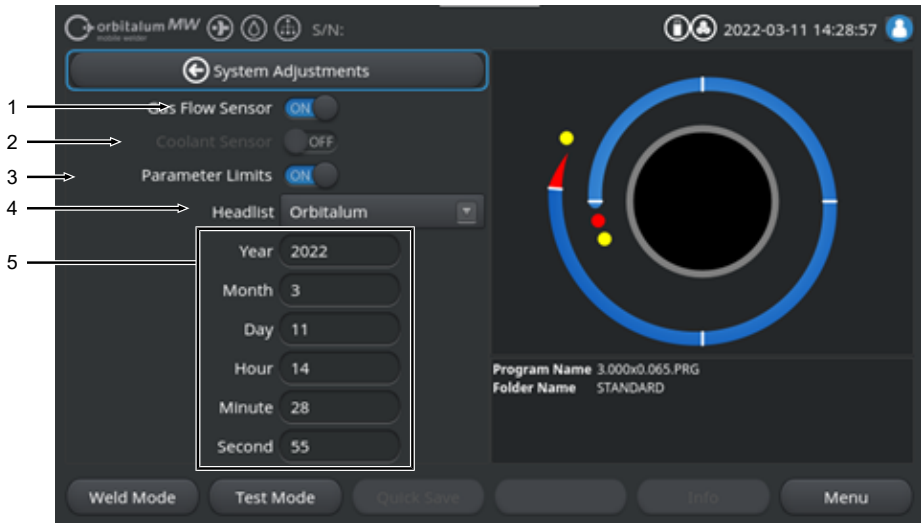 orbitalum MW S/N: 2022-03-11 14:28:57
mobile welder
System Adjustments
1 Gas Flow Sensor ON
2 Coolant Sensor OFF
3 Parameter Limits ON
4 Headlist Orbitalum
5
Year 2022
Month 3
Day 11
Hour 14
Minute 28
Second 55
Program Name 3.000x0.065.PRG
Folder Name STANDARD
Weld Mode Test Mode Quick Save Info Menu